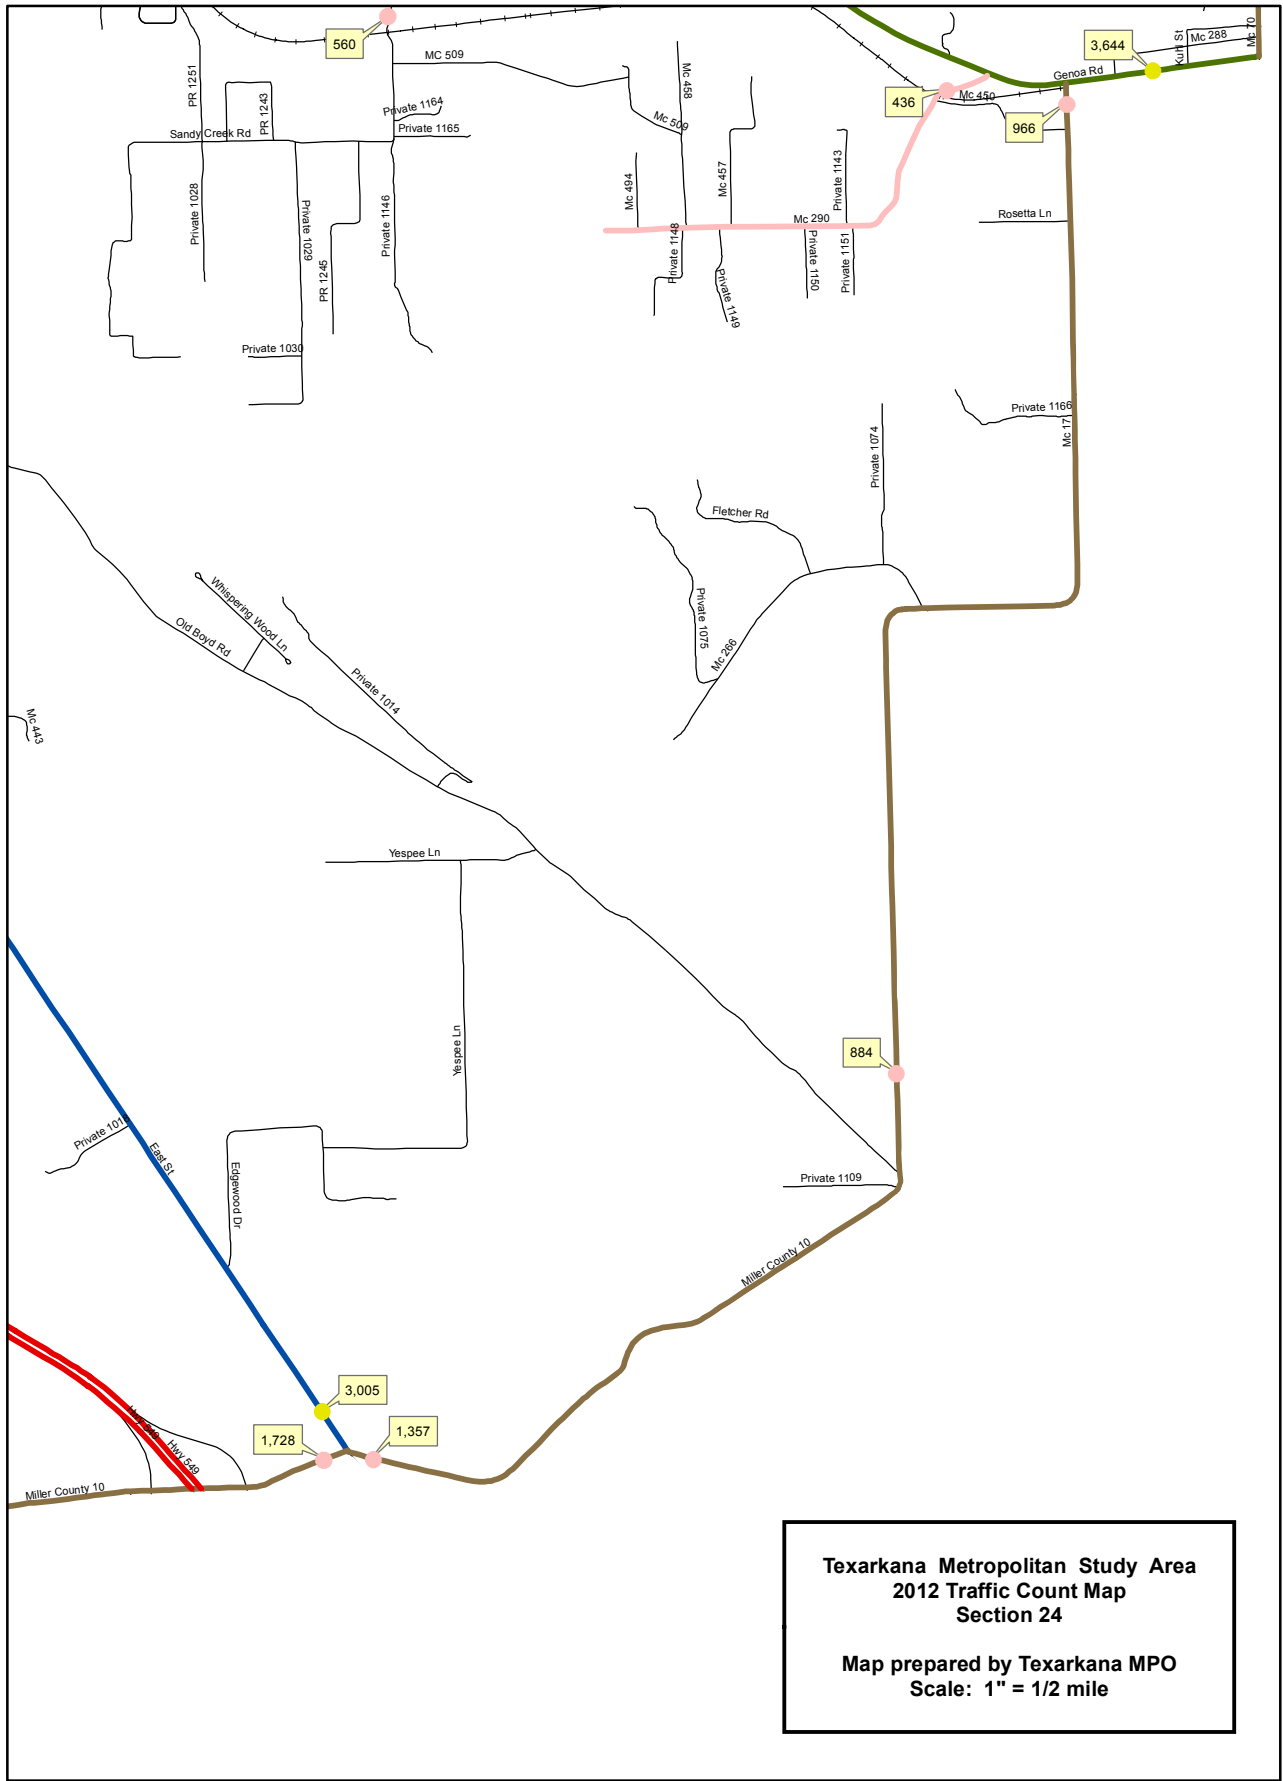 560
MC 509
PR 1251
PR 1243
Private 1164
Private 1165
Sandy Creek Rd
Private 1028
Private 1029
PR 1245
Private 1146
Private 1030
Mc 458
Mc 509
Mc 494
Mc 457
Private 1143
Mc 290
Private 1148
Private 1149
Private 1150
Private 1151
436
Mc 450
966
3,644
Genoa Rd
Kuhl St
Mc 288
Mc 70
Rosetta Ln
Private 1166
Mc 17
Private 1074
Fletcher Rd
Private 1075
Mc 266
Whispering Wood Ln
Old Boyd Rd
Private 1014
Mc 443
Yespee Ln
Yespee Ln
884
Private 1109
Miller County 10
East St
Edgewood Dr
3,005
1,728
1,357
Hwy 549
Hwy 549
Miller County 10
Texarkana Metropolitan Study Area
2012 Traffic Count Map
Section 24
Map prepared by Texarkana MPO
Scale: 1" = 1/2 mile